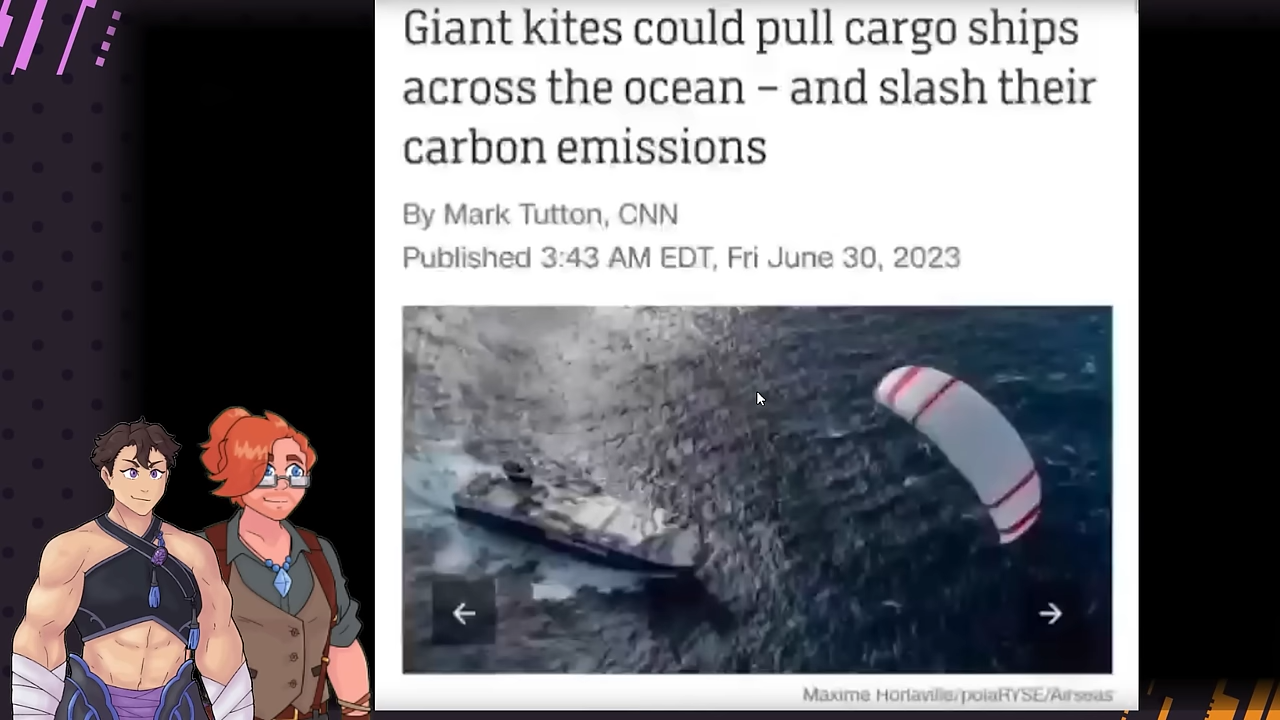 Giant kites could pull cargo ships
across the ocean – and slash their
carbon emissions
By Mark Tutton, CNN
Published 3:43 AM EDT, Fri June 30, 2023
Maxime Horlaville/polaRYSE/Airseas